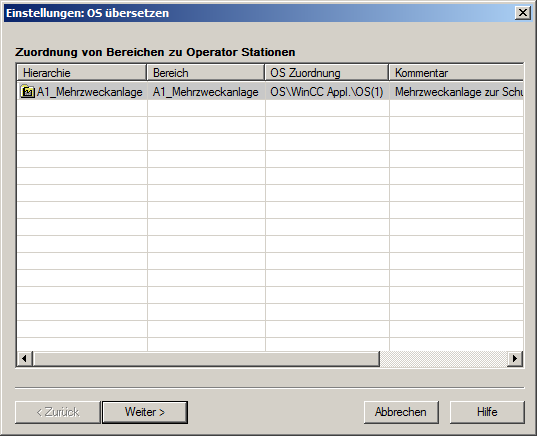 Einstellungen: OS übersetzen
Zuordnung von Bereichen zu Operator Stationen
Hierarchie Bereich OS Zuordnung Kommentar
A1_Mehrzweckanlage A1_Mehrzweckanlage OS\WinCC Appl.\OS(1) Mehrzweckanlage zur Schu
< Zurück Weiter > Abbrechen Hilfe